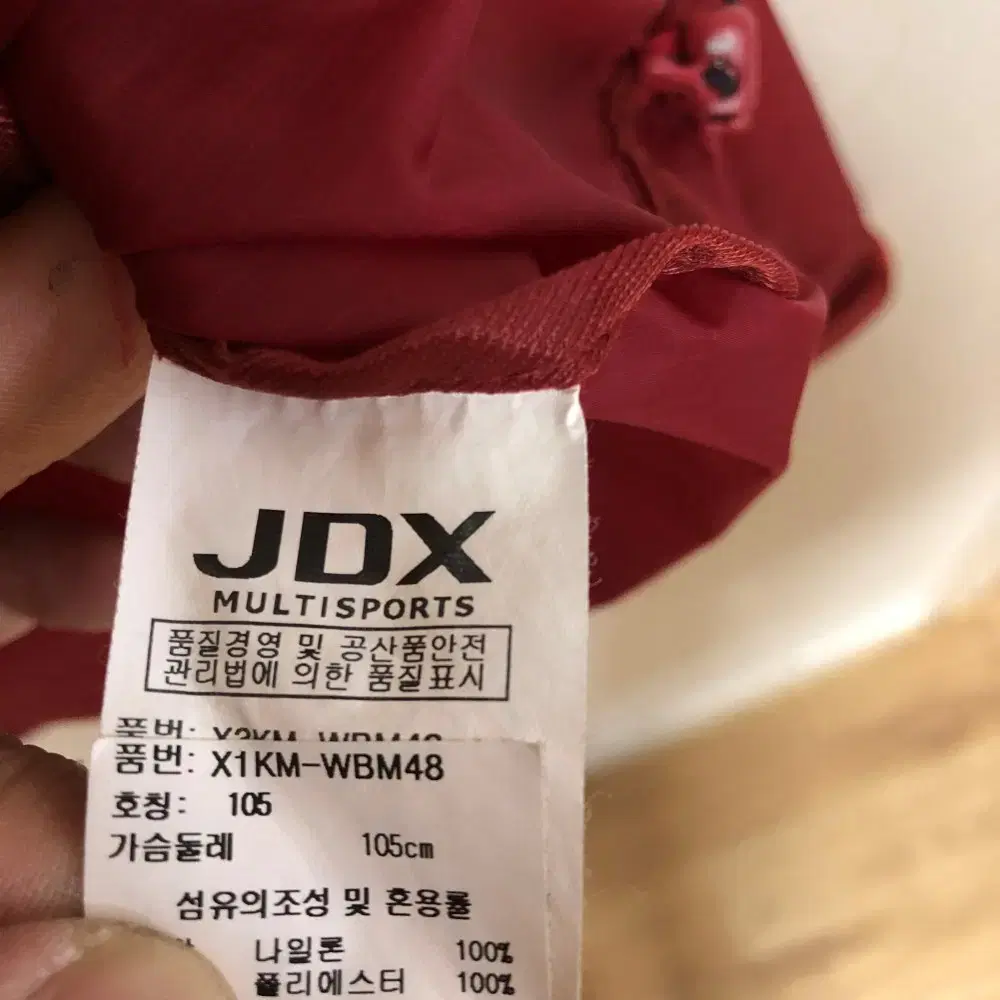 JDX
MULTISPORTS
품질경영 및 공산품안전
관리법에 의한 품질표시
품번:
품번: X1KM-WBM48
호칭: 105
가슴둘레 105cm
섬유의조성 및 혼용률
나일론 100%
폴리에스터 100%